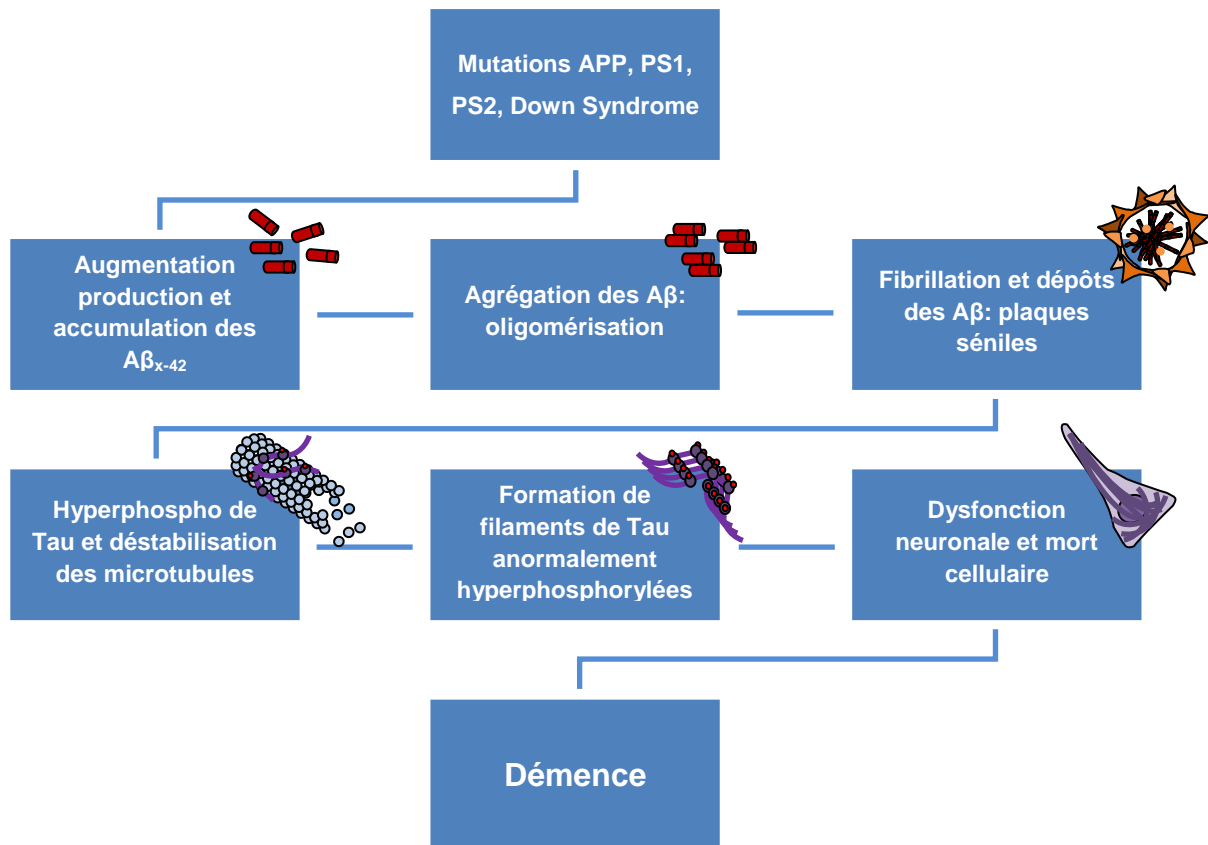 Mutations APP, PS1,
PS2, Down Syndrome
Augmentation
production et
accumulation des
Aβx-42
Agrégation des Aβ:
oligomérisation
Fibrillation et dépôts
des Aβ: plaques
séniles
Hyperphospho de
Tau et déstabilisation
des microtubules
Formation de
filaments de Tau
anormalement
hyperphosphorylées
Dysfonction
neuronale et mort
cellulaire
Démence